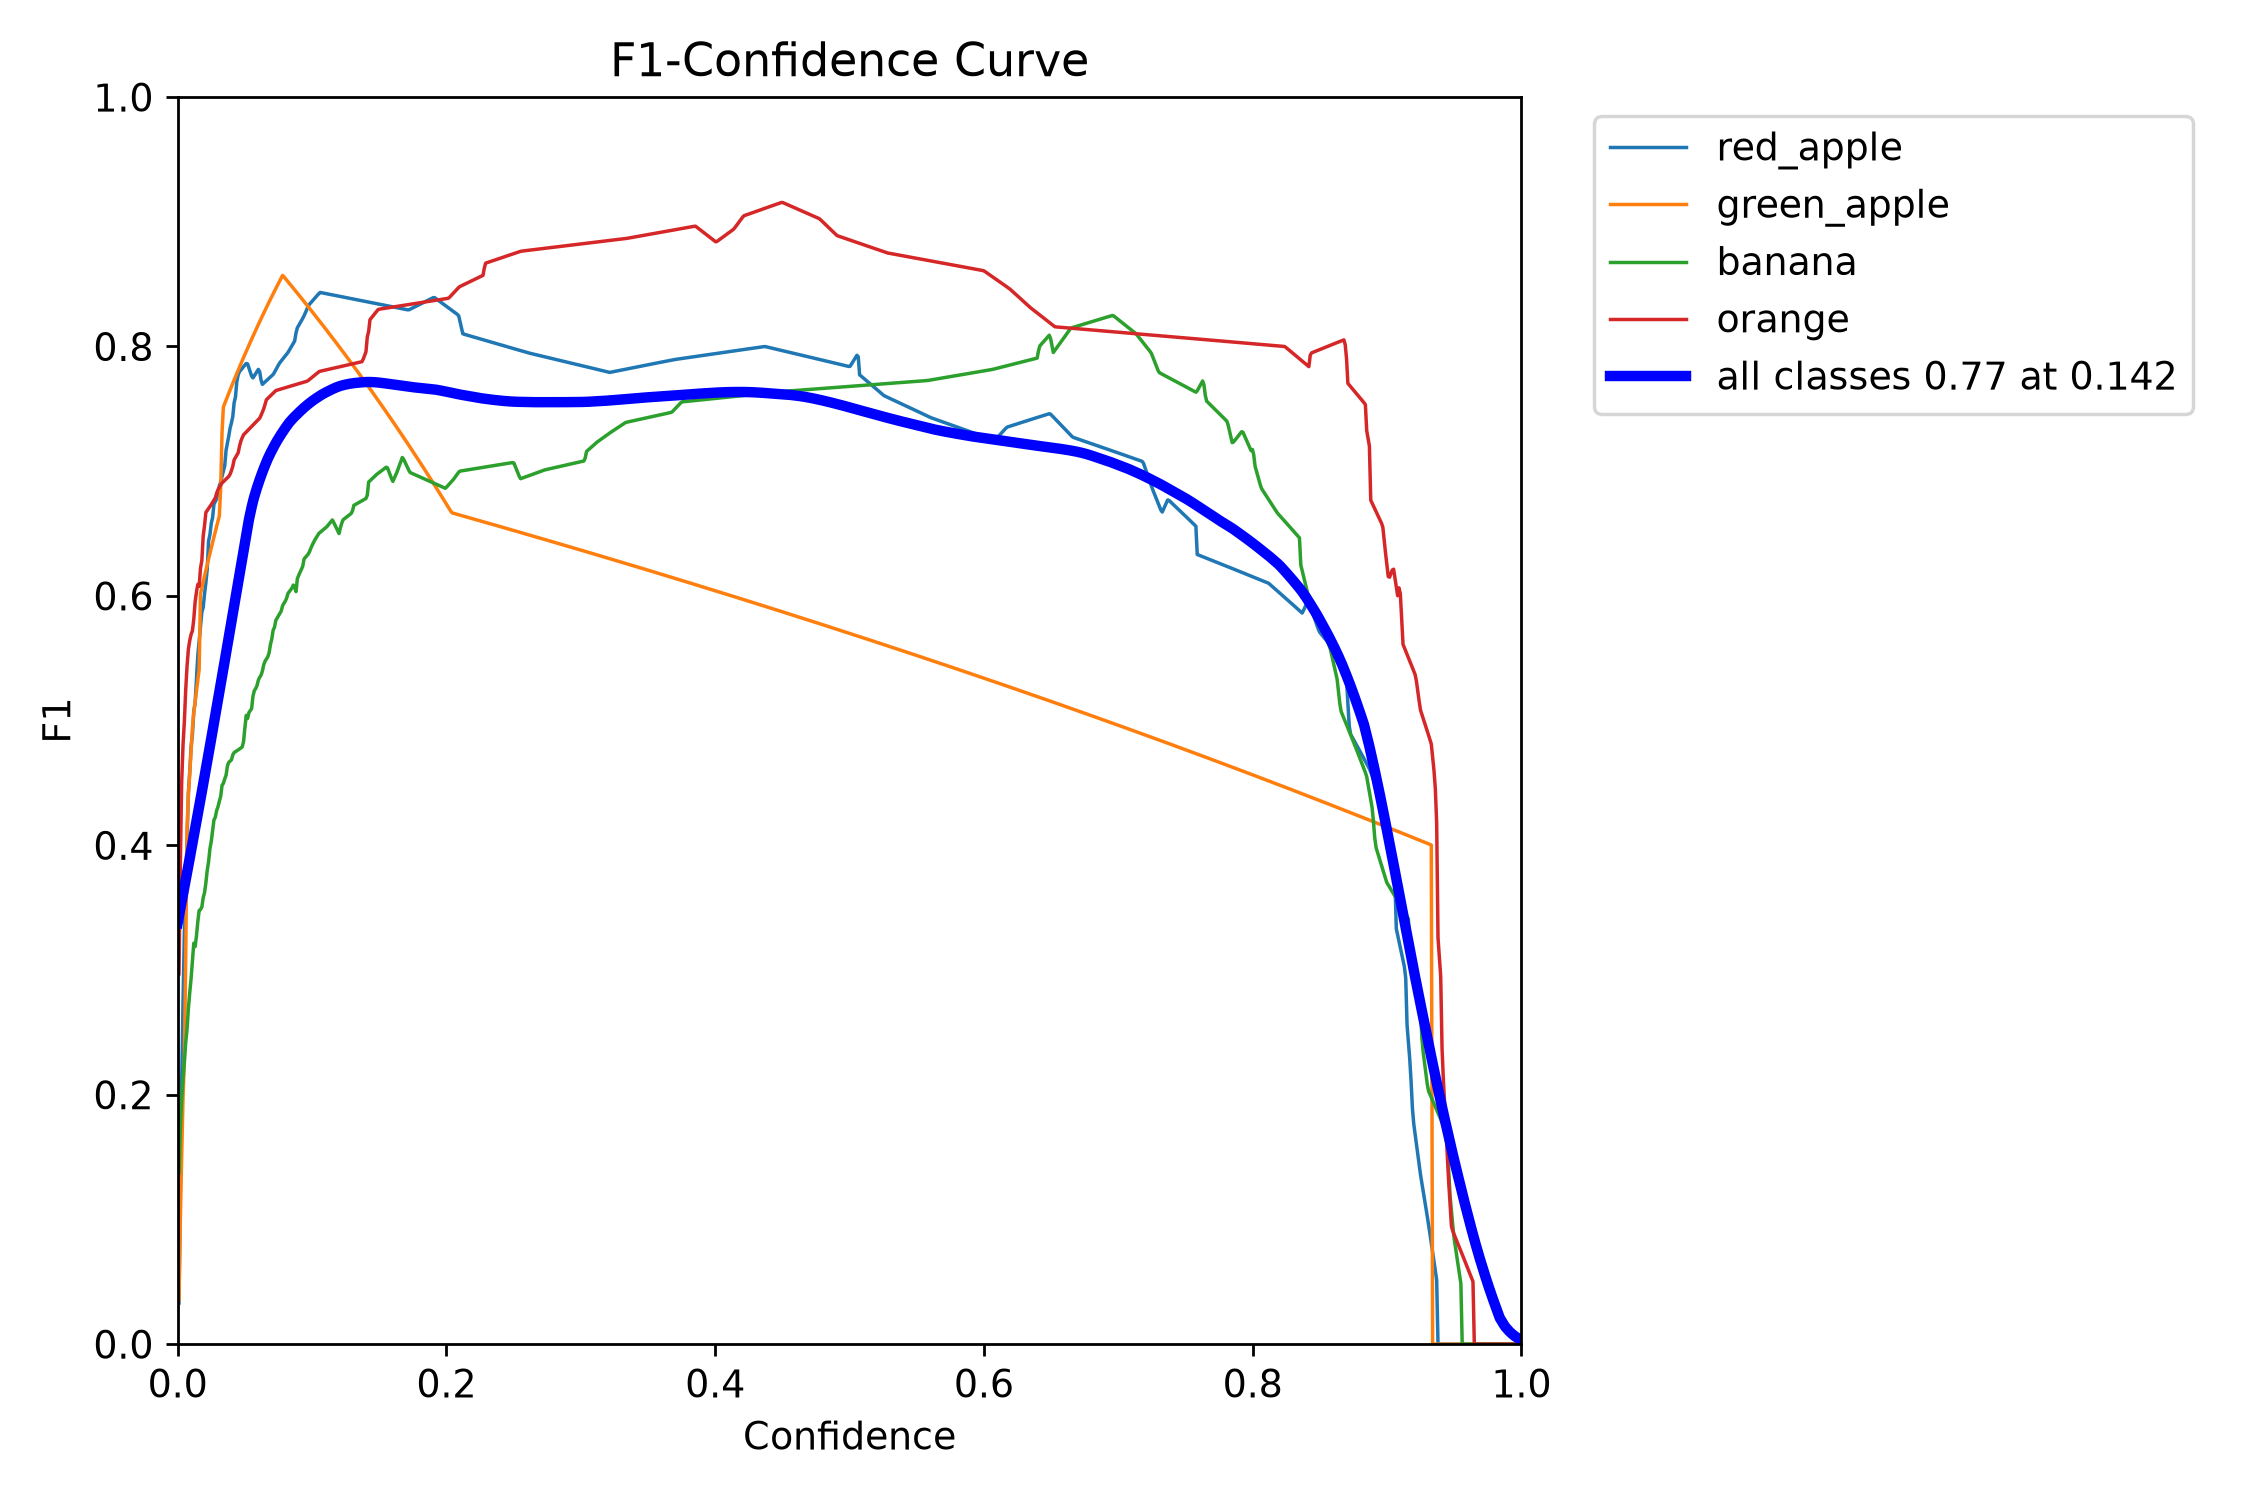 F1-Confidence Curve
1.0
0.8
0.6
0.4
0.2
0.0
F1
0.0 0.2 0.4 0.6 0.8 1.0
Confidence
red_apple
green_apple
banana
orange
all classes 0.77 at 0.142